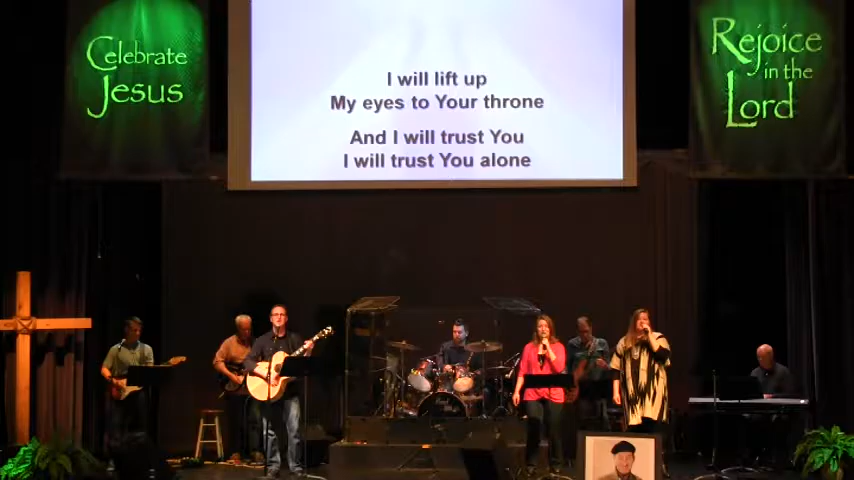 Celebrate
Jesus
I will lift up
My eyes to Your throne
And I will trust You
I will trust You alone
Rejoice
in the
Lord